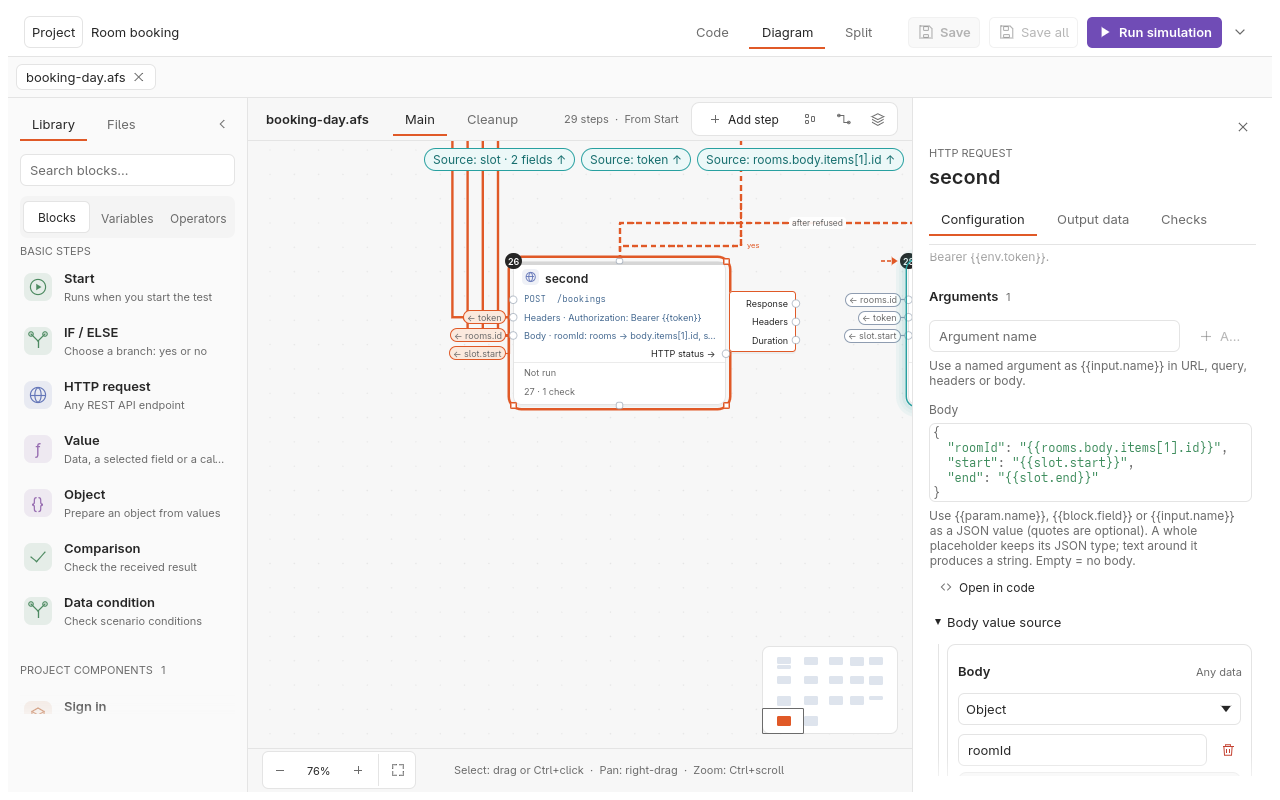 Project
Room booking
Code
Diagram
Split
Save
Save all
Run simulation
booking-day.afs
Library
Files
Search blocks...
Blocks
Variables
Operators
BASIC STEPS
Start
Runs when you start the test
IF / ELSE
Choose a branch: yes or no
HTTP request
Any REST API endpoint
Value
Data, a selected field or a cal...
Object
Prepare an object from values
Comparison
Check the received result
Data condition
Check scenario conditions
PROJECT COMPONENTS 1
Sign in
booking-day.afs
Main
Cleanup
29 steps · From Start
Add step
Source: slot · 2 fields ↑
Source: token ↑
Source: rooms.body.items[1].id ↑
after refused
yes
26
second
POST /bookings
← token
Headers · Authorization: Bearer {{token}}
← rooms.id
Body · roomId: rooms → body.items[1].id, s...
← slot.start
HTTP status →
Not run
27 · 1 check
Response
Headers
Duration
← rooms.id
← token
← slot.start
76%
Select: drag or Ctrl+click · Pan: right-drag · Zoom: Ctrl+scroll
HTTP REQUEST
second
Configuration
Output data
Checks
Bearer {{env.token}}.
Arguments 1
Argument name
A...
Use a named argument as {{input.name}} in URL, query,
headers or body.
Body
{
"roomId": "{{rooms.body.items[1].id}}",
"start": "{{slot.start}}",
"end": "{{slot.end}}"
}
Use {{param.name}}, {{block.field}} or {{input.name}}
as a JSON value (quotes are optional). A whole
placeholder keeps its JSON type; text around it
produces a string. Empty = no body.
Open in code
Body value source
Body
Any data
Object
roomId